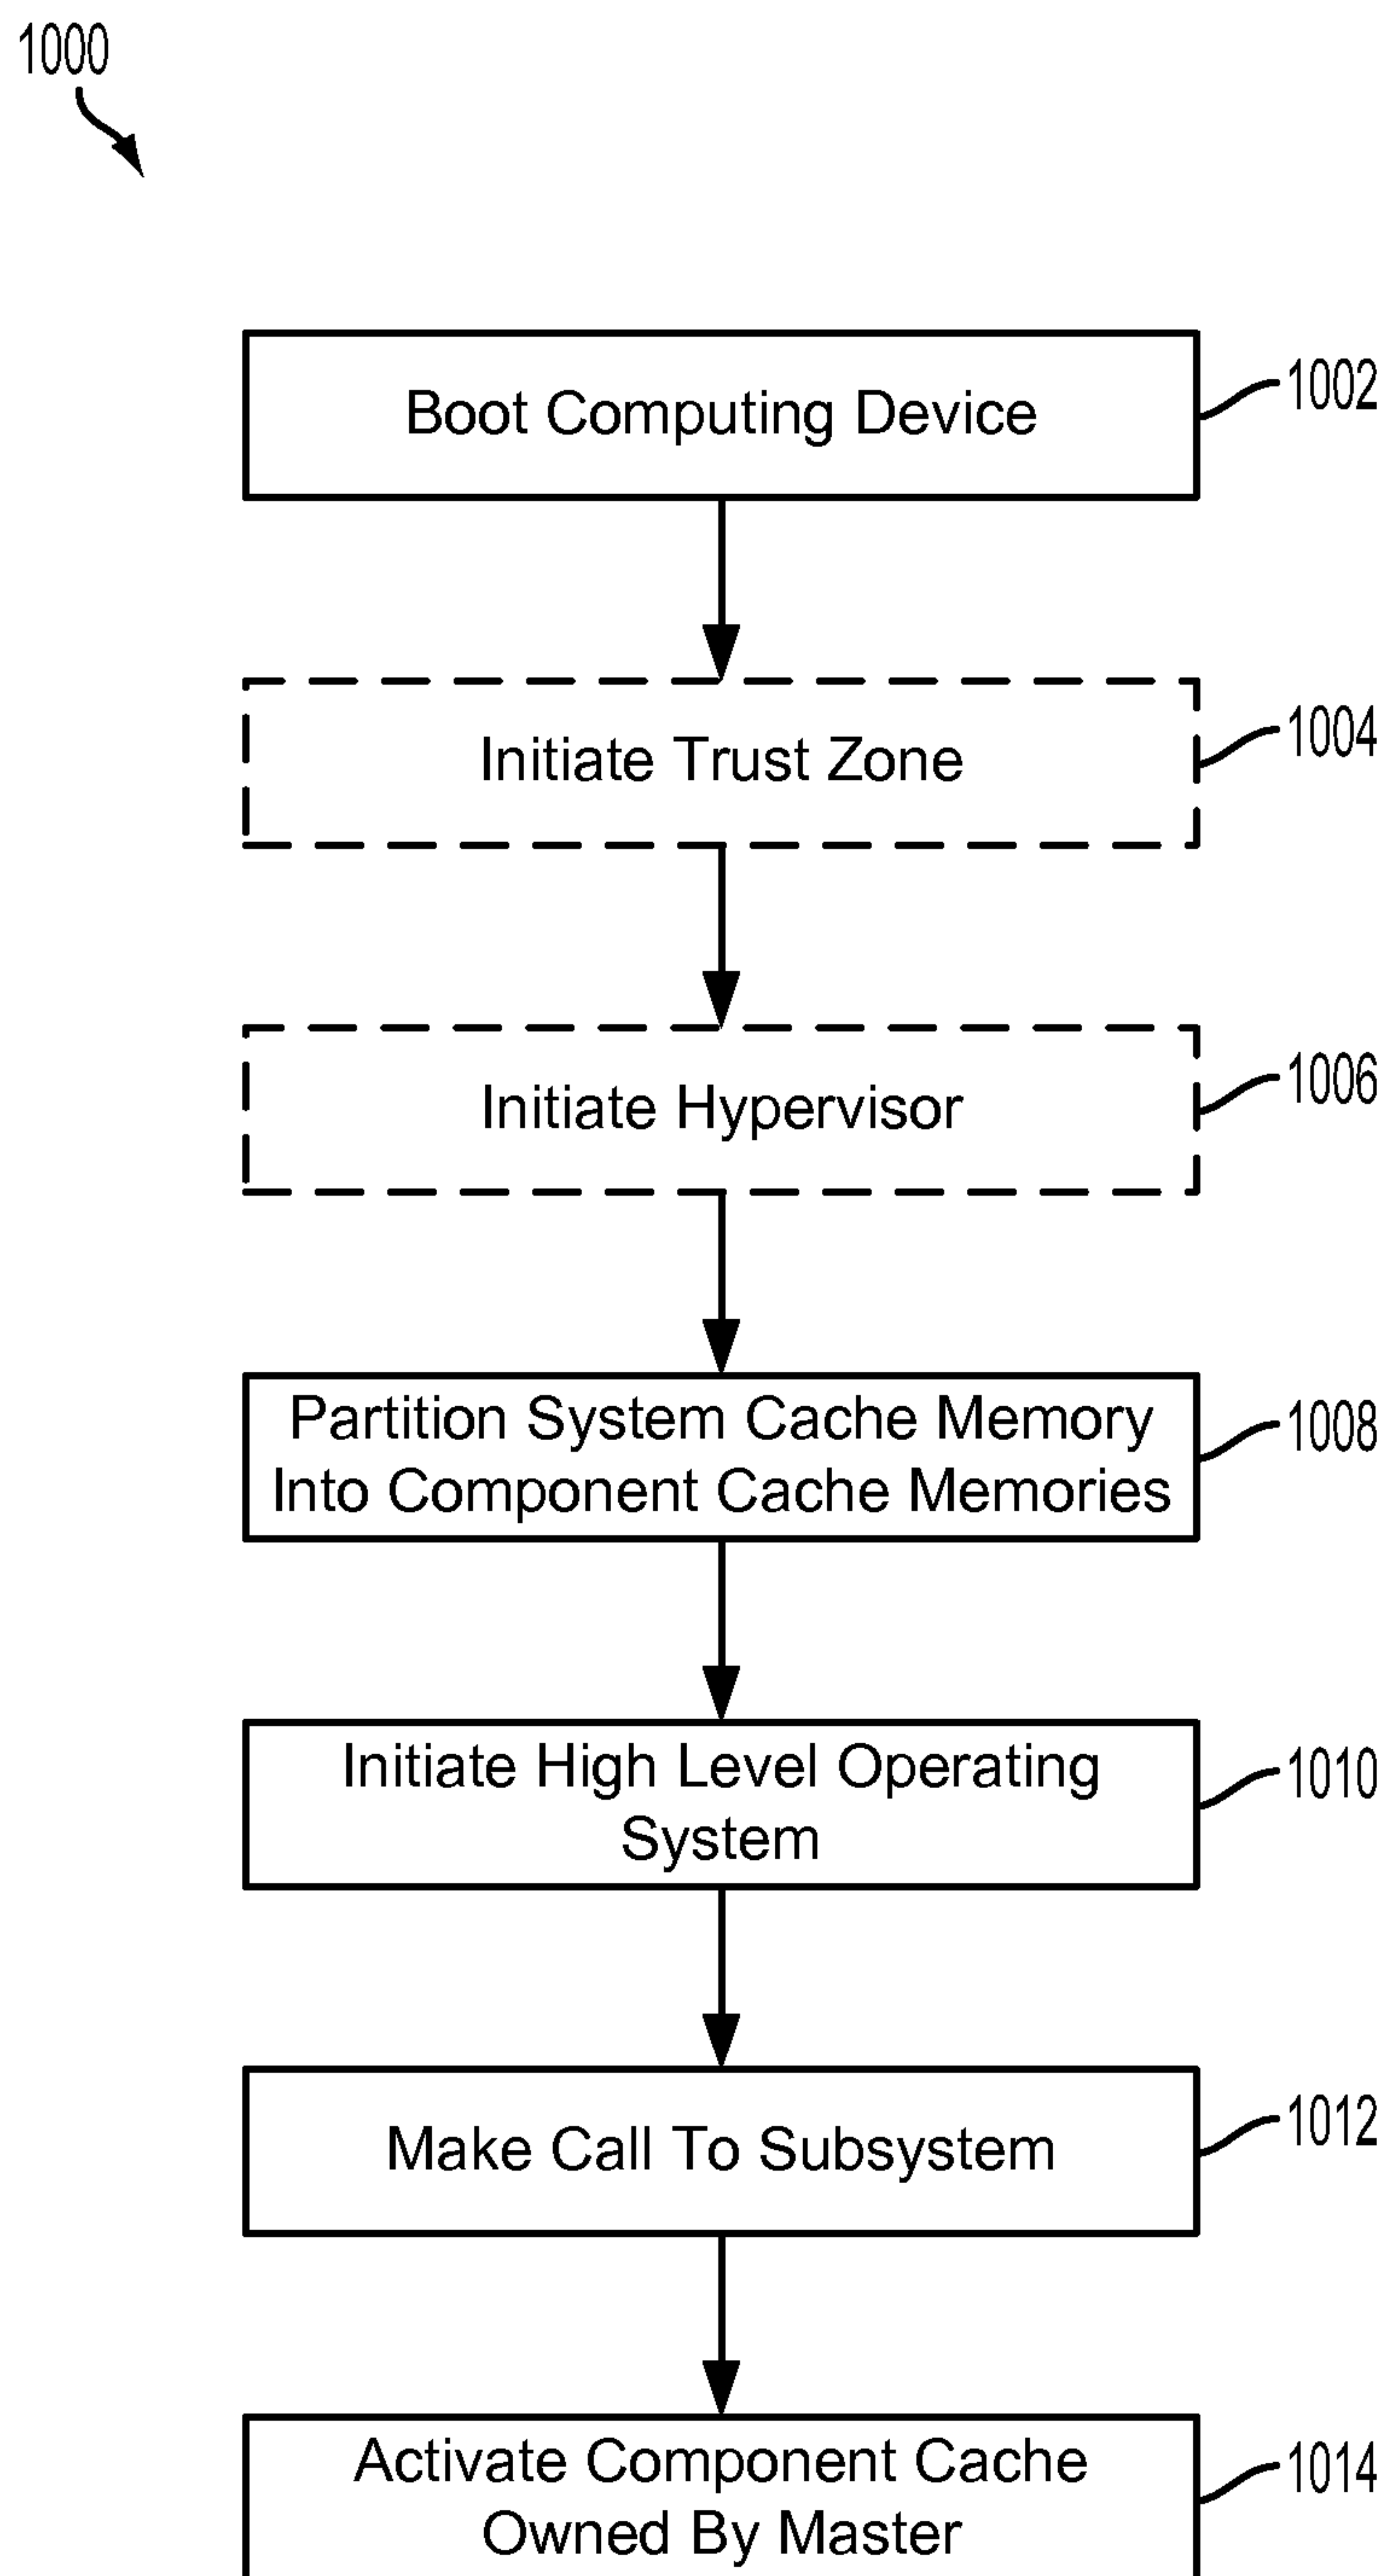 1000
Boot Computing Device
1002
Initiate Trust Zone
1004
Initiate Hypervisor
1006
Partition System Cache Memory
Into Component Cache Memories
1008
Initiate High Level Operating
System
1010
Make Call To Subsystem
1012
Activate Component Cache
Owned By Master
1014